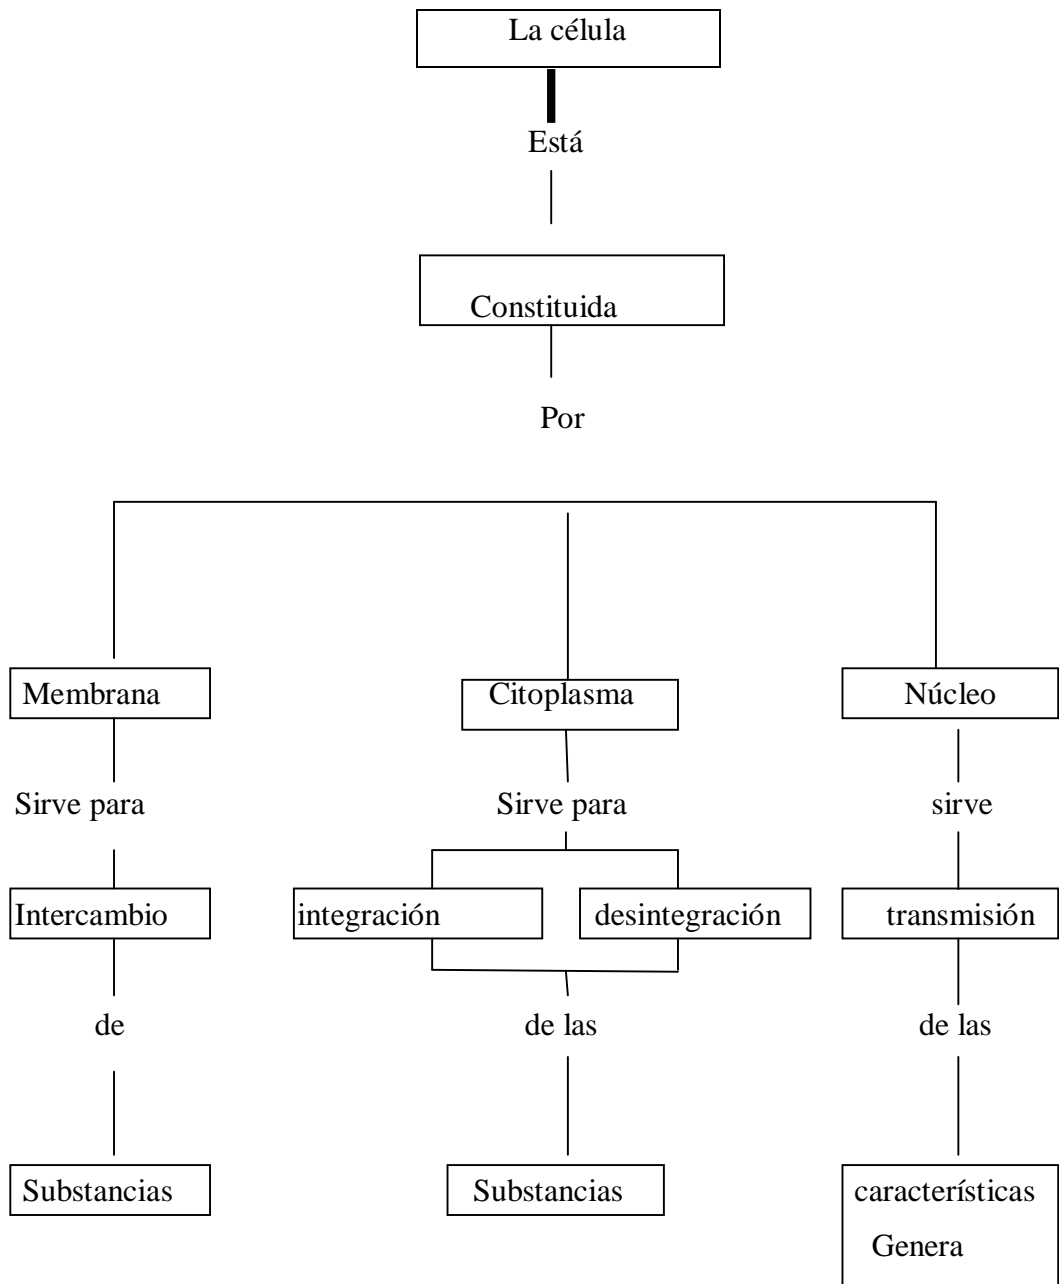 La célula
Está
Constituida
Por
Membrana
Citoplasma
Núcleo
Sirve para
Sirve para
sirve
Intercambio
integración
desintegración
transmisión
de
de las
de las
Substancias
Substancias
características
Genera